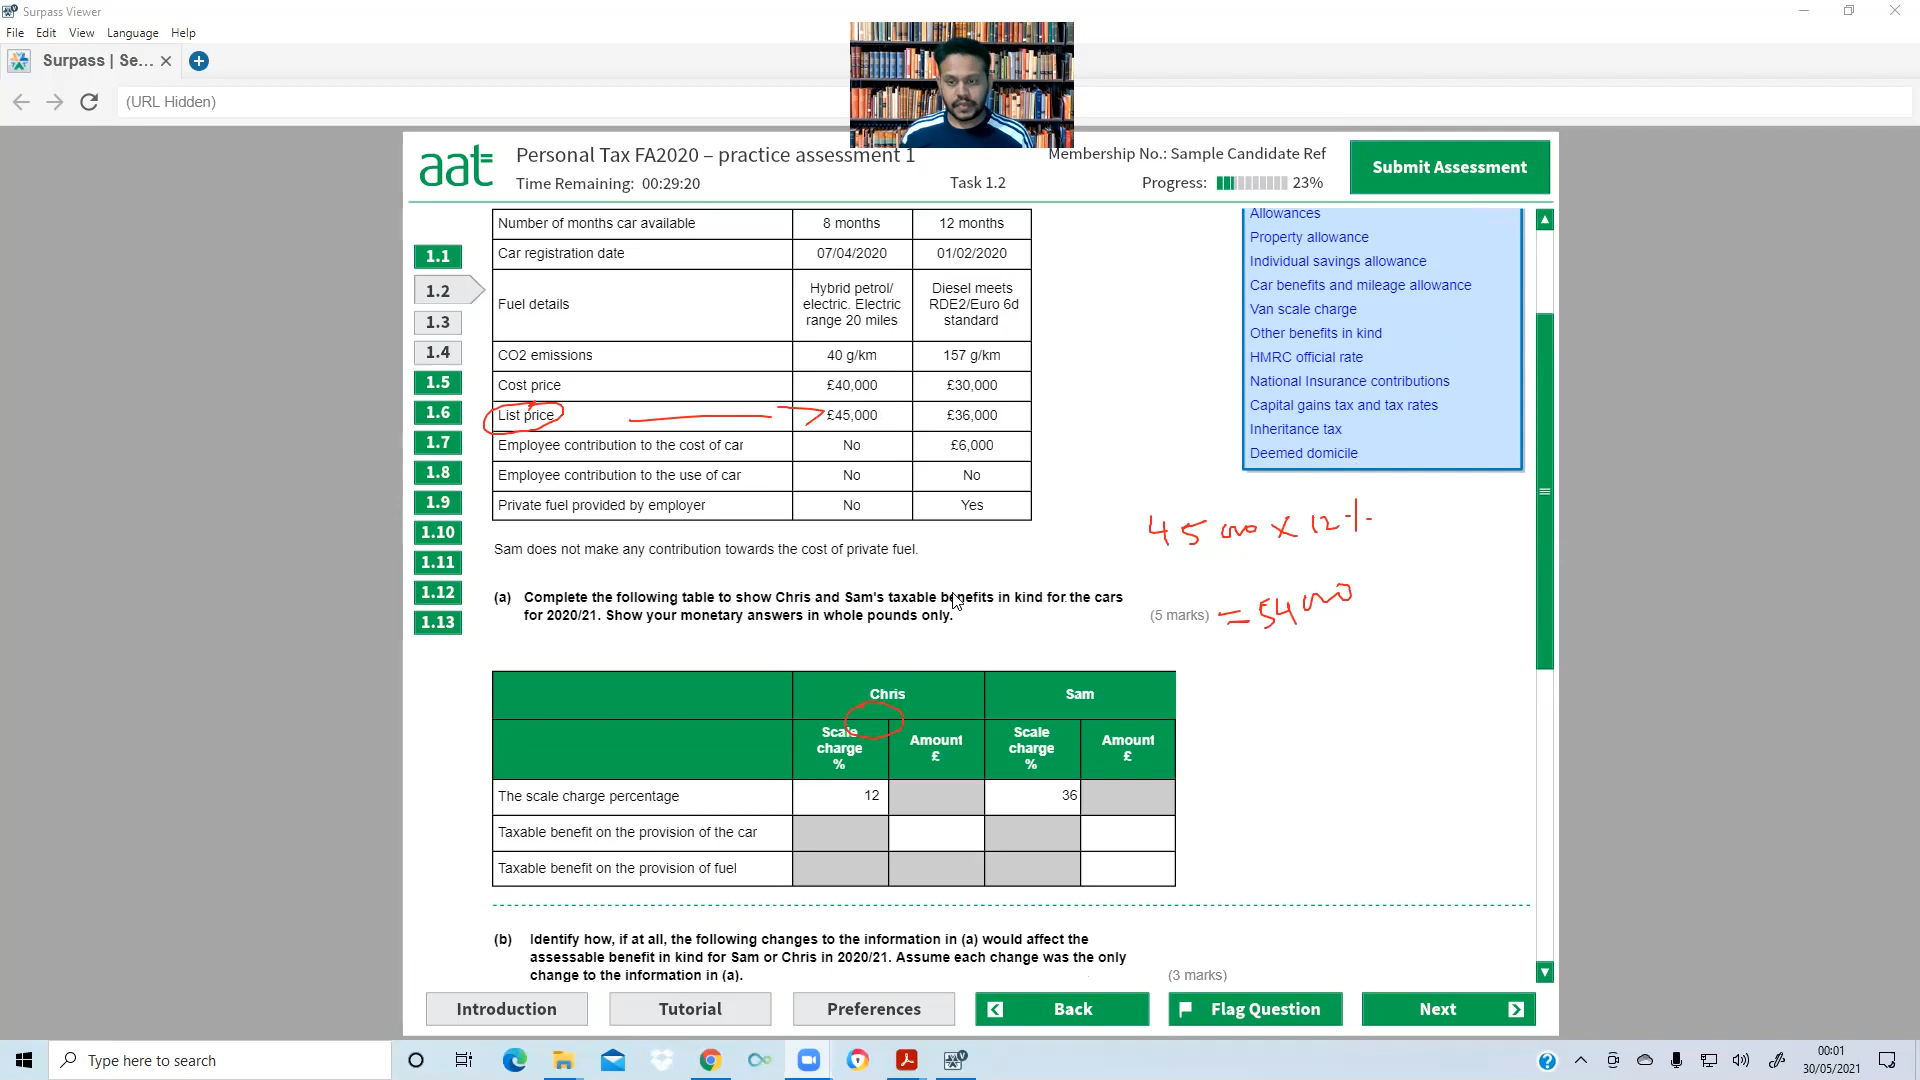 Surpass Viewer
File Edit View Language Help
Surpass | Se...
(URL Hidden)
aat
Personal Tax FA2020 – practice assessment 1
Membership No.: Sample Candidate Ref
Submit Assessment
Time Remaining: 00:29:20
Task 1.2
Progress: 23%
1.1
1.2
1.3
1.4
1.5
1.6
1.7
1.8
1.9
1.10
1.11
1.12
1.13
Number of months car available 8 months 12 months
Car registration date 07/04/2020 01/02/2020
Fuel details
Hybrid petrol/
electric. Electric
range 20 miles
Diesel meets
RDE2/Euro 6d
standard
CO2 emissions 40 g/km 157 g/km
Cost price £40,000 £30,000
List price £45,000 £36,000
Employee contribution to the cost of car No £6,000
Employee contribution to the use of car No No
Private fuel provided by employer No Yes
Allowances
Property allowance
Individual savings allowance
Car benefits and mileage allowance
Van scale charge
Other benefits in kind
HMRC official rate
National Insurance contributions
Capital gains tax and tax rates
Inheritance tax
Deemed domicile
45000 x 12%
Sam does not make any contribution towards the cost of private fuel.
(a) Complete the following table to show Chris and Sam's taxable benefits in kind for the cars
for 2020/21. Show your monetary answers in whole pounds only.
(5 marks)
= 54000
Chris Sam
Scale
charge
%
Amount
£
Scale
charge
%
Amount
£
The scale charge percentage 12 36
Taxable benefit on the provision of the car
Taxable benefit on the provision of fuel
(b) Identify how, if at all, the following changes to the information in (a) would affect the
assessable benefit in kind for Sam or Chris in 2020/21. Assume each change was the only
change to the information in (a).
(3 marks)
Introduction Tutorial Preferences Back Flag Question Next
Type here to search
00:01
30/05/2021